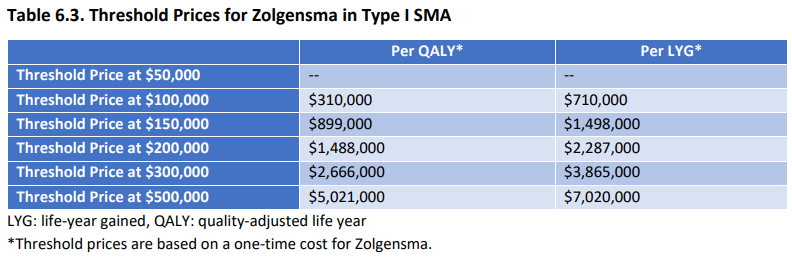 Table 6.3. Threshold Prices for Zolgensma in Type I SMA
Per QALY* Per LYG*
Threshold Price at $50,000 -- --
Threshold Price at $100,000 $310,000 $710,000
Threshold Price at $150,000 $899,000 $1,498,000
Threshold Price at $200,000 $1,488,000 $2,287,000
Threshold Price at $300,000 $2,666,000 $3,865,000
Threshold Price at $500,000 $5,021,000 $7,020,000
LYG: life-year gained, QALY: quality-adjusted life year
*Threshold prices are based on a one-time cost for Zolgensma.